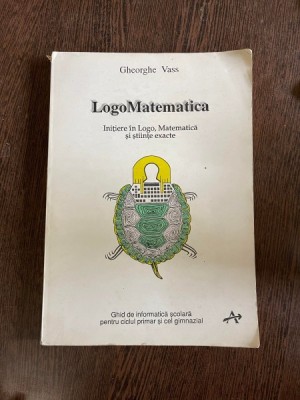 Gheorghe Vass
LogoMatematica
Inițiere în Logo, Matematică
și științe exacte
Ghid de informatică școlară
pentru ciclul primar și cel gimnazial